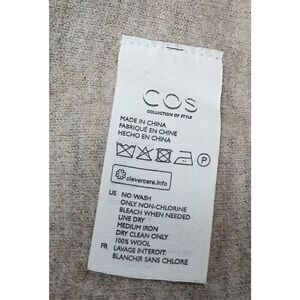 COS
COLLECTION OF STYLE
MADE IN CHINA
FABRIQUÉ EN CHINE
HECHO EN CHINA
P
clevercare.info
US NO WASH
ONLY NON-CHLORINE
BLEACH WHEN NEEDED
LINE DRY
MEDIUM IRON
DRY CLEAN ONLY
100% WOOL
FR LAVAGE INTERDIT.
BLANCHIR SANS CHLORE